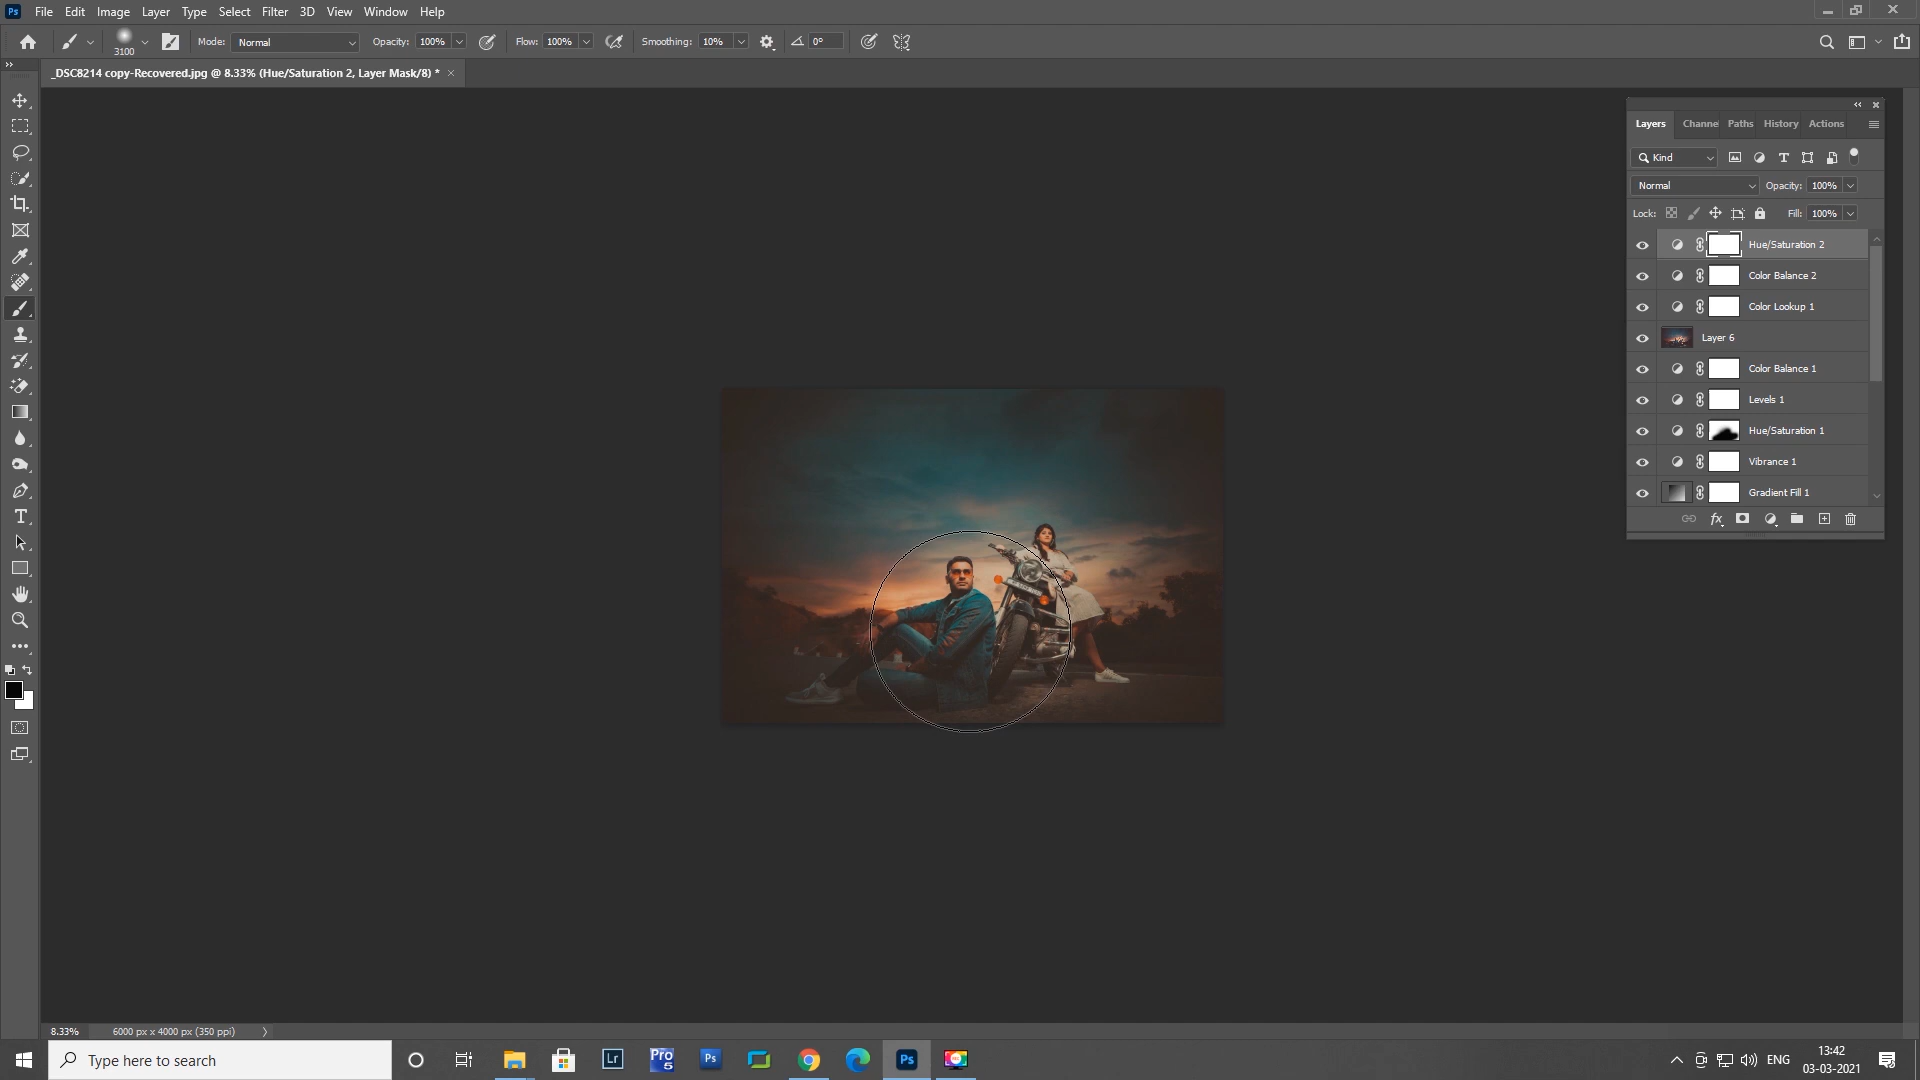 Ps File Edit Image Layer Type Select Filter 3D View Window Help
3100 Mode: Normal Opacity: 100% Flow: 100% Smoothing: 10% 0°
_DSC8214 copy-Recovered.jpg @ 8.33% (Hue/Saturation 2, Layer Mask/8) *
Layers Channe Paths History Actions
Kind
Normal Opacity: 100%
Lock: Fill: 100%
Hue/Saturation 2
Color Balance 2
Color Lookup 1
Layer 6
Color Balance 1
Levels 1
Hue/Saturation 1
Vibrance 1
Gradient Fill 1
fx
8.33% 6000 px x 4000 px (350 ppi)
Type here to search
Lr Pro 5 Ps Ps
ENG 13:42
03-03-2021